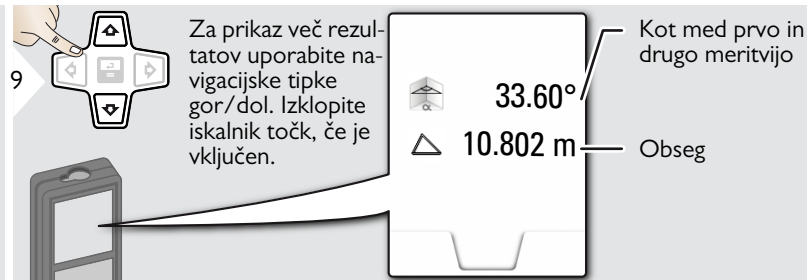 9
Za prikaz več rezul-
tatov uporabite na-
vigacijske tipke
gor/dol. Izklopite
iskalnik točk, če je
vključen.
α
33.60°
10.802 m
Kot med prvo in
drugo meritvijo
Obseg